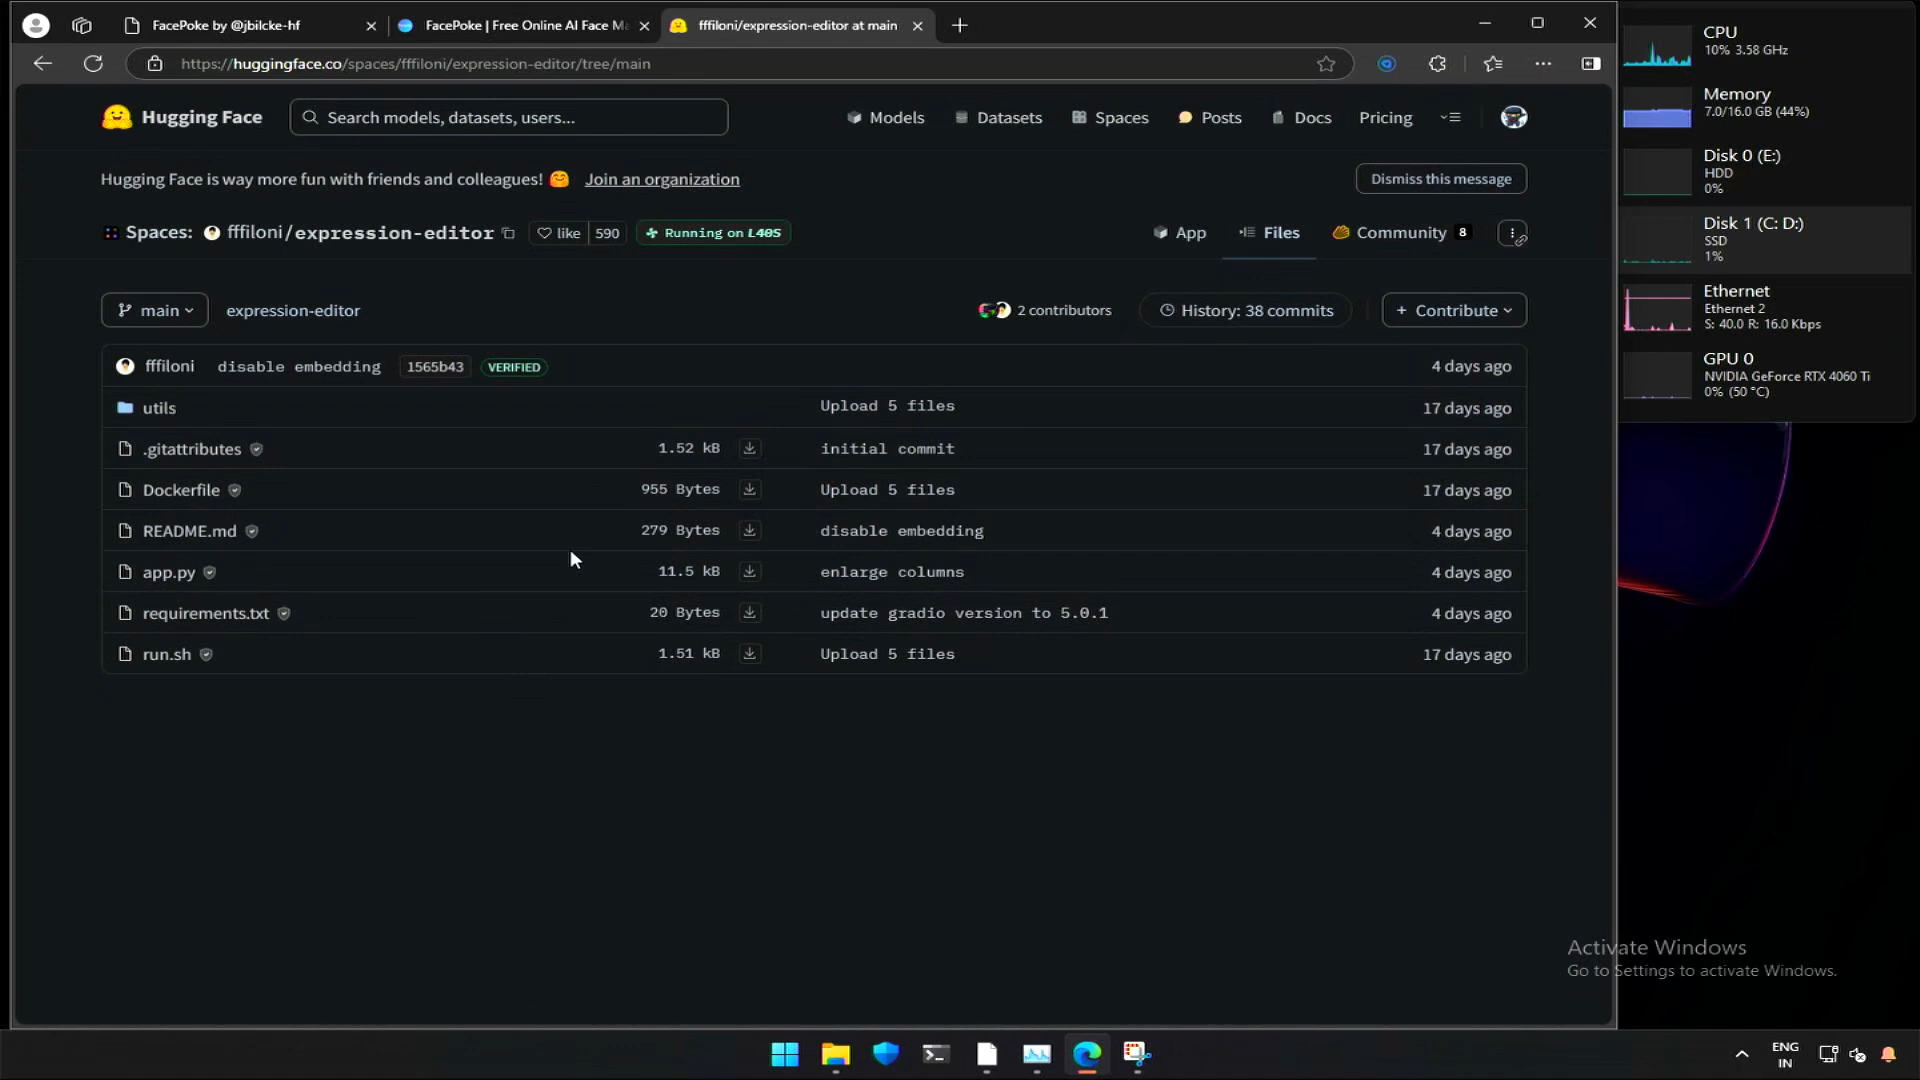 FacePoke by @jbilcke-hf
FacePoke | Free Online AI Face Ma
fffiloni/expression-editor at main
https://huggingface.co/spaces/fffiloni/expression-editor/tree/main
Hugging Face
Search models, datasets, users...
Models
Datasets
Spaces
Posts
Docs
Pricing
Hugging Face is way more fun with friends and colleagues! 🤗 Join an organization
Dismiss this message
Spaces: fffiloni/expression-editor
like 590
Running on L40S
App
Files
Community 8
main
expression-editor
2 contributors
History: 38 commits
+ Contribute
fffiloni disable embedding 1565b43 VERIFIED 4 days ago
utils Upload 5 files 17 days ago
.gitattributes 1.52 kB initial commit 17 days ago
Dockerfile 955 Bytes Upload 5 files 17 days ago
README.md 279 Bytes disable embedding 4 days ago
app.py 11.5 kB enlarge columns 4 days ago
requirements.txt 20 Bytes update gradio version to 5.0.1 4 days ago
run.sh 1.51 kB Upload 5 files 17 days ago
CPU
10% 3.58 GHz
Memory
7.0/16.0 GB (44%)
Disk 0 (E:)
HDD
0%
Disk 1 (C: D:)
SSD
1%
Ethernet
Ethernet 2
S: 40.0 R: 16.0 Kbps
GPU 0
NVIDIA GeForce RTX 4060 Ti
0% (50 °C)
Activate Windows
Go to Settings to activate Windows.
ENG
IN